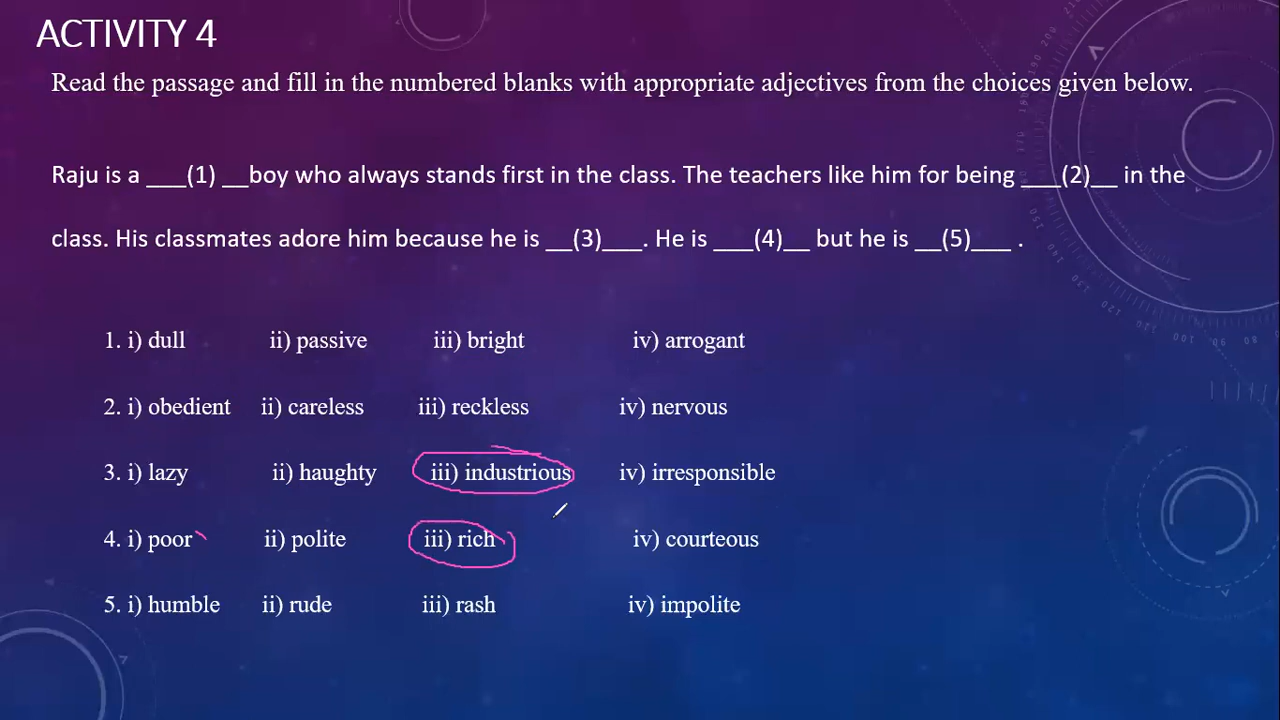 ACTIVITY 4
Read the passage and fill in the numbered blanks with appropriate adjectives from the choices given below.
Raju is a ___(1) __boy who always stands first in the class. The teachers like him for being ___(2)__ in the
class. His classmates adore him because he is __(3)___. He is ___(4)__ but he is __(5)___ .
1. i) dull ii) passive iii) bright iv) arrogant
2. i) obedient ii) careless iii) reckless iv) nervous
3. i) lazy ii) haughty iii) industrious iv) irresponsible
4. i) poor ii) polite iii) rich iv) courteous
5. i) humble ii) rude iii) rash iv) impolite